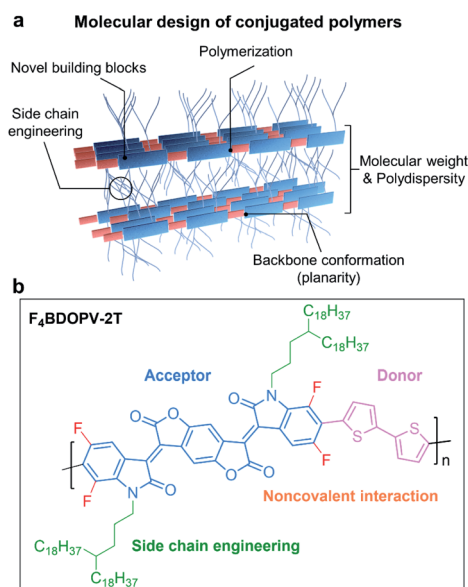 a Molecular design of conjugated polymers
Polymerization
Novel building blocks
Side chain
engineering
Molecular weight
& Polydispersity
Backbone conformation
(planarity)
b
F₄BDOPV-2T
C₁₈H₃₇
C₁₈H₃₇
Acceptor
Donor
O
O
O
N
F
F
S
S
n
F
F
N
O
O
O
Noncovalent interaction
Side chain engineering
C₁₈H₃₇
C₁₈H₃₇